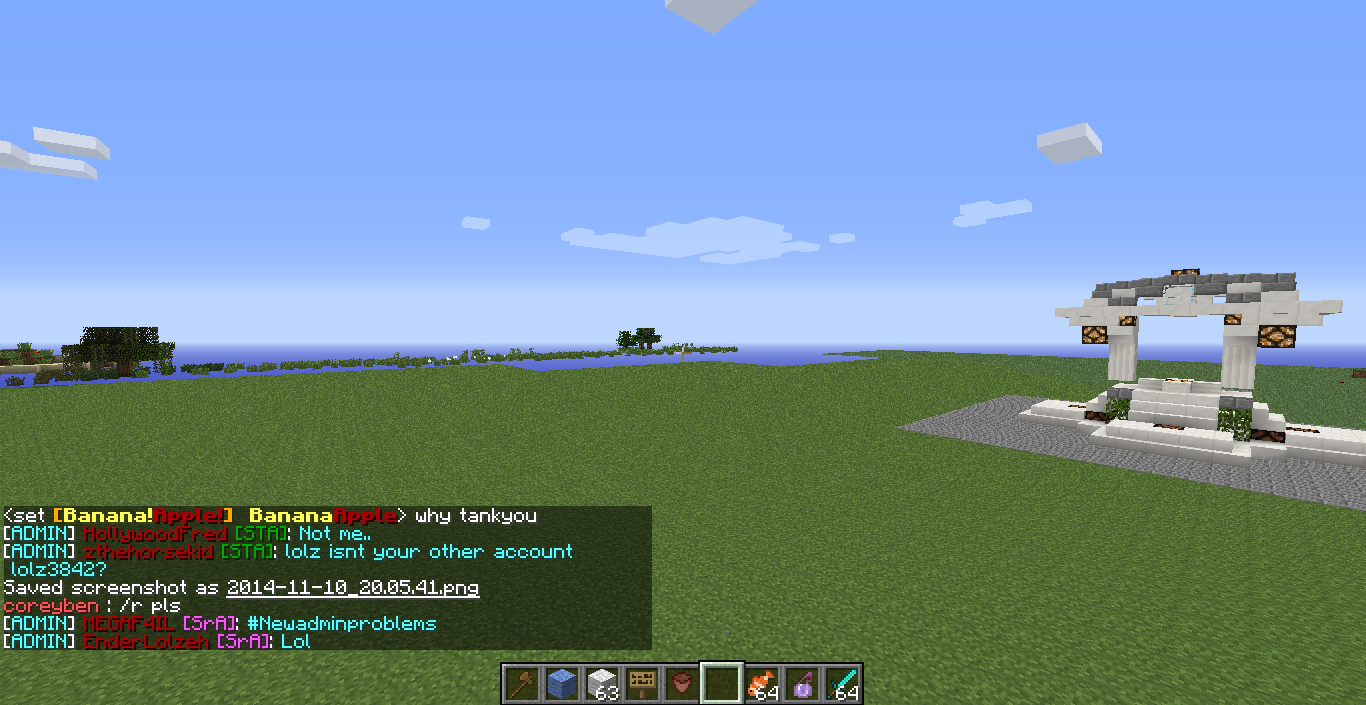 <set [Banana!Apple!] BananaApple> why tankyou
[ADMIN] HollywoodFred [STA]: Not me..
[ADMIN] zthehorsekid [STA]: lolz isnt your other account
lolz3842?
Saved screenshot as 2014-11-10_20.05.41.png
coreyben : /r pls
[ADMIN] MEGAF4IL [SrA]: #Newadminproblems
[ADMIN] EnderLolzeh [SrA]: Lol
63 64 64